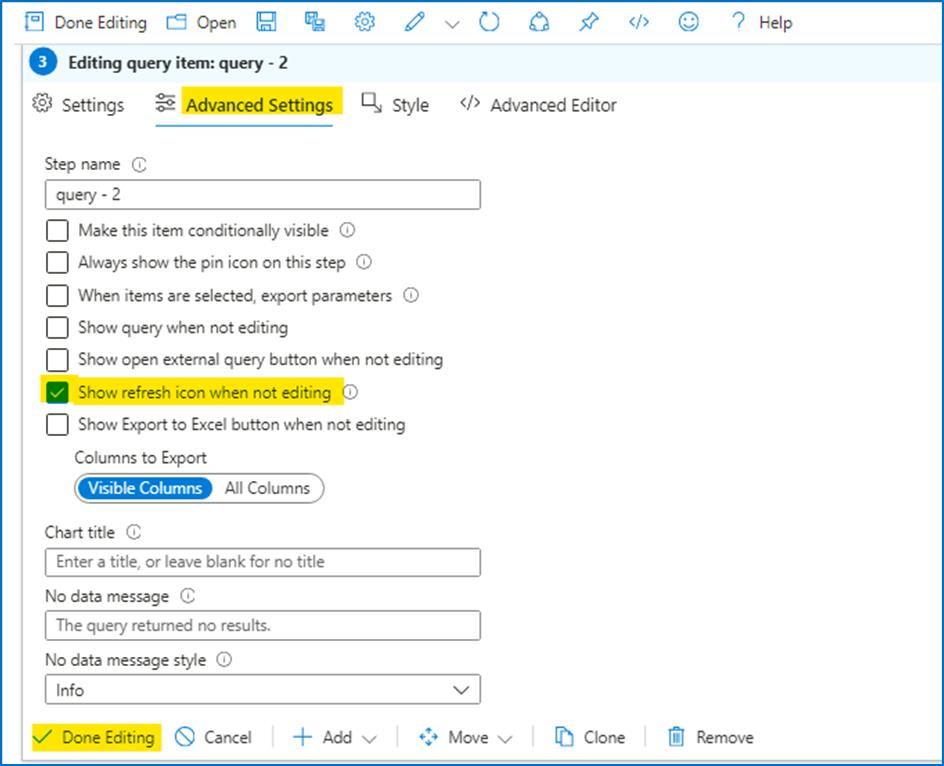 Done Editing Open Help
3 Editing query item: query - 2
Settings Advanced Settings Style Advanced Editor
Step name
query - 2
Make this item conditionally visible
Always show the pin icon on this step
When items are selected, export parameters
Show query when not editing
Show open external query button when not editing
Show refresh icon when not editing
Show Export to Excel button when not editing
Columns to Export
Visible Columns All Columns
Chart title
Enter a title, or leave blank for no title
No data message
The query returned no results.
No data message style
Info
Done Editing Cancel Add Move Clone Remove